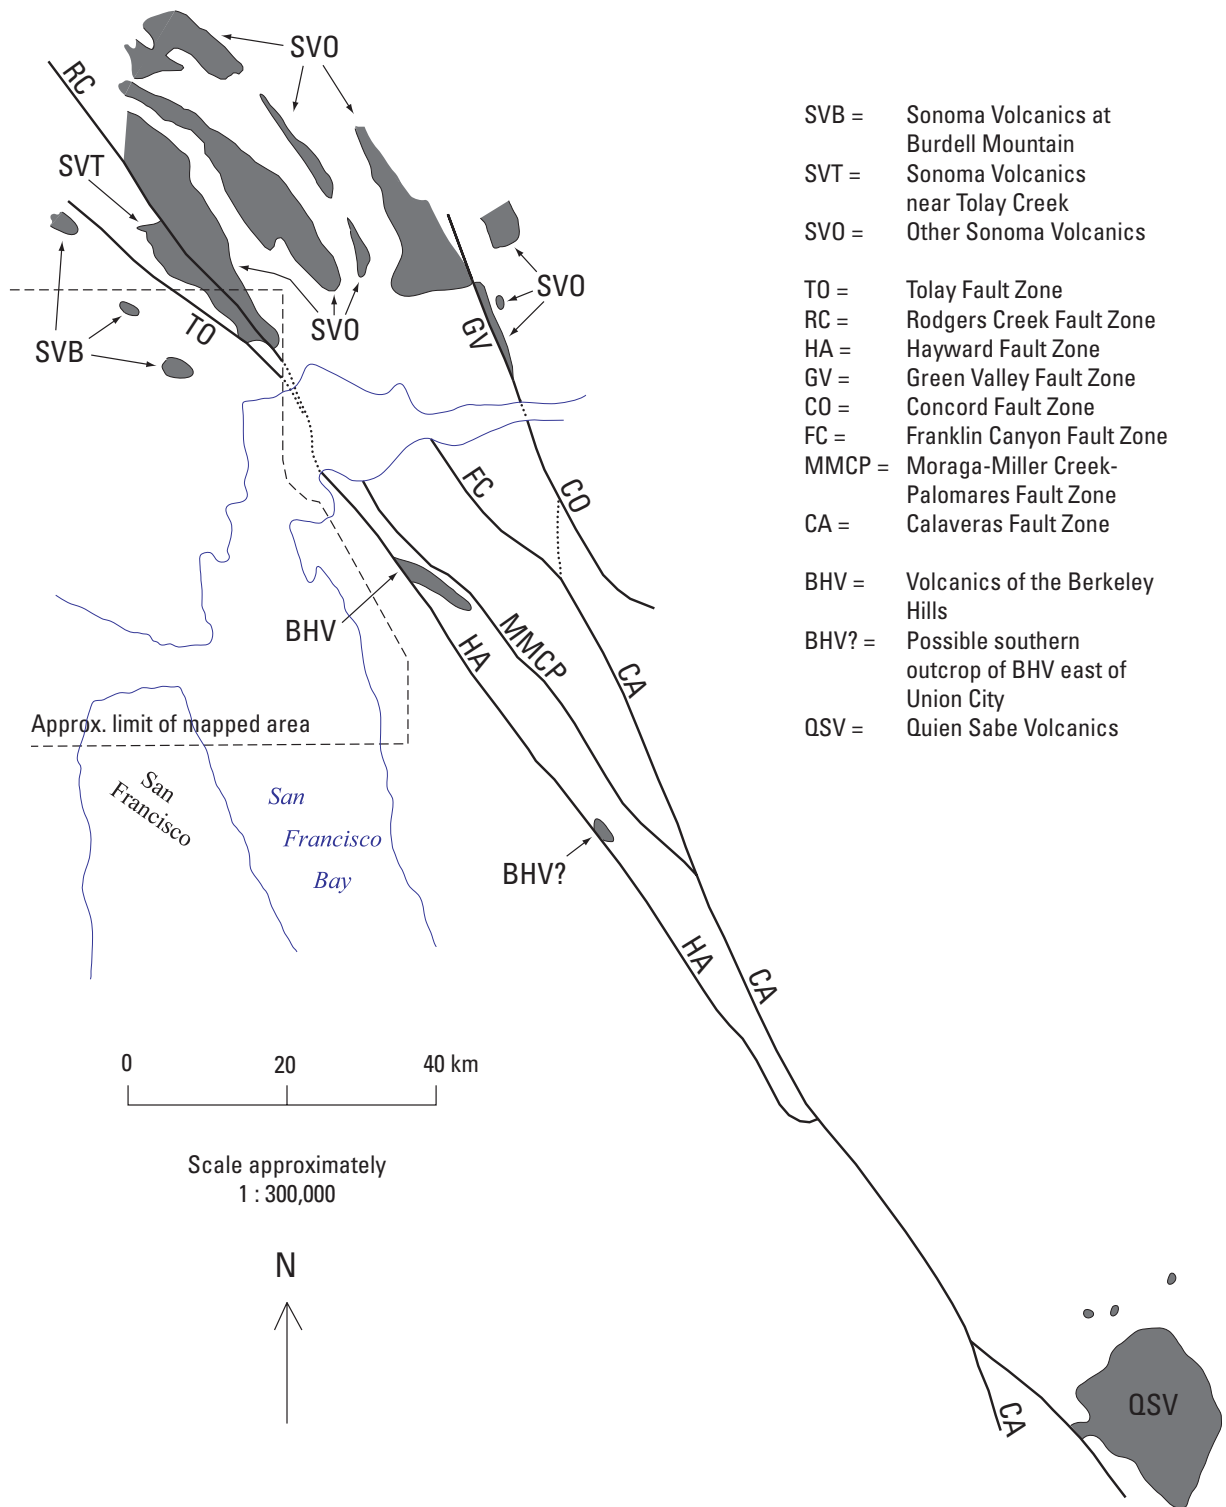 SVO
RC
SVT
SVO
TO
SVO
GV
SVB
FC
CO
BHV
HA
MMCP
CA
Approx. limit of mapped area
San
Francisco
San
Francisco
Bay
BHV?
HA
CA
0 20 40 km
Scale approximately
1 : 300,000
N
CA
QSV
SVB = Sonoma Volcanics at
Burdell Mountain
SVT = Sonoma Volcanics
near Tolay Creek
SVO = Other Sonoma Volcanics
TO = Tolay Fault Zone
RC = Rodgers Creek Fault Zone
HA = Hayward Fault Zone
GV = Green Valley Fault Zone
CO = Concord Fault Zone
FC = Franklin Canyon Fault Zone
MMCP = Moraga-Miller Creek-
Palomares Fault Zone
CA = Calaveras Fault Zone
BHV = Volcanics of the Berkeley
Hills
BHV? = Possible southern
outcrop of BHV east of
Union City
QSV = Quien Sabe Volcanics